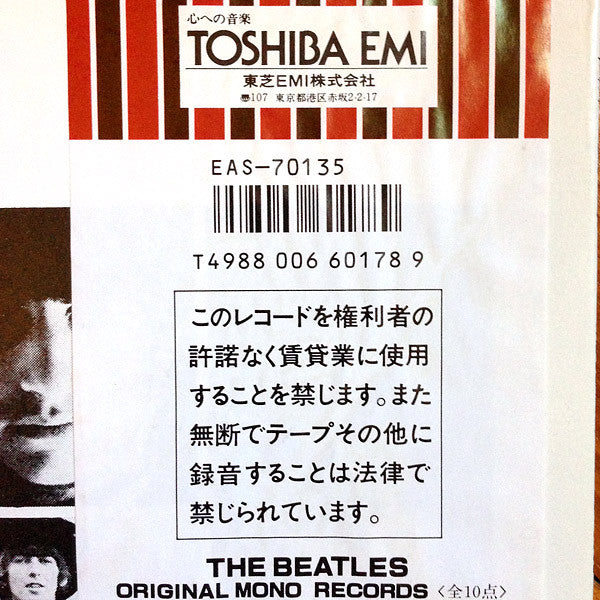 心への音楽
TOSHIBA EMI
東芝EMI株式会社
〠107 東京都港区赤坂2-2-17
EAS-70135
T4988 006 60178 9
このレコードを権利者の
許諾なく賃貸業に使用
することを禁じます。また
無断でテープその他に
録音することは法律で
禁じられています。
THE BEATLES
ORIGINAL MONO RECORDS〈全10点〉